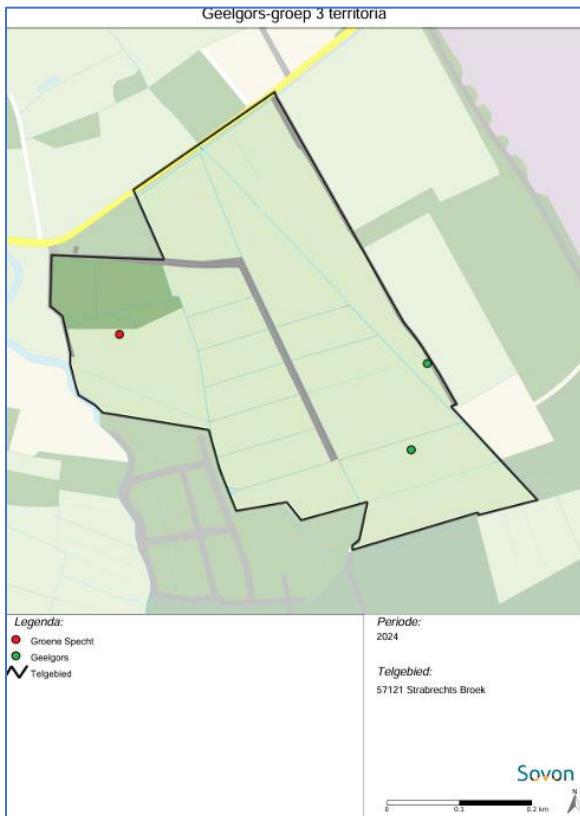 Geelgors-groep 3 territoria
Legenda:
Groene Specht
Geelgors
Telgebied
Periode:
2024
Telgebied:
57121 Strabrechts Broek
Sovon
N
0 0.1 0.2 km